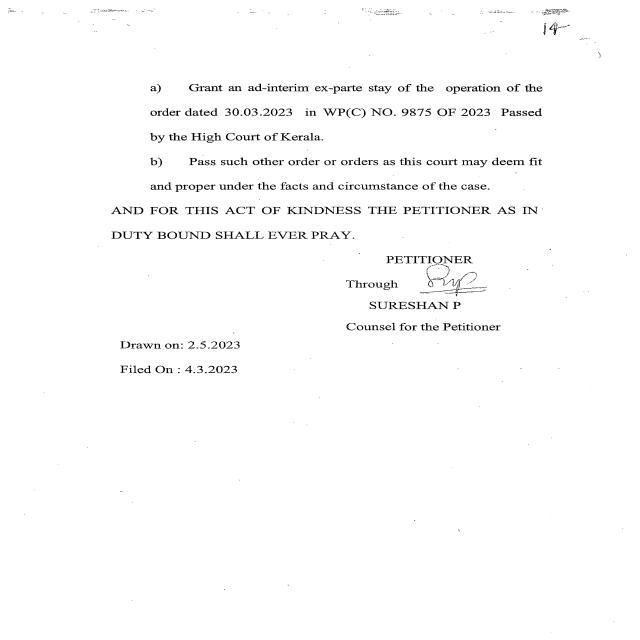 14
a) Grant an ad-interim ex-parte stay of the operation of the
order dated 30.03.2023 in WP(C) NO. 9875 OF 2023 Passed
by the High Court of Kerala.
b) Pass such other order or orders as this court may deem fit
and proper under the facts and circumstance of the case.
AND FOR THIS ACT OF KINDNESS THE PETITIONER AS IN
DUTY BOUND SHALL EVER PRAY.
PETITIONER
Through
SURESHAN P
Counsel for the Petitioner
Drawn on: 2.5.2023
Filed On : 4.3.2023